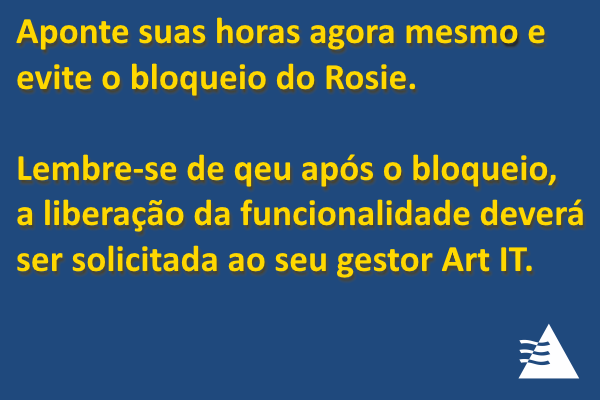 Aponte suas horas agora mesmo e
evite o bloqueio do Rosie.
Lembre-se de qeu após o bloqueio,
a liberação da funcionalidade deverá
ser solicitada ao seu gestor Art IT.